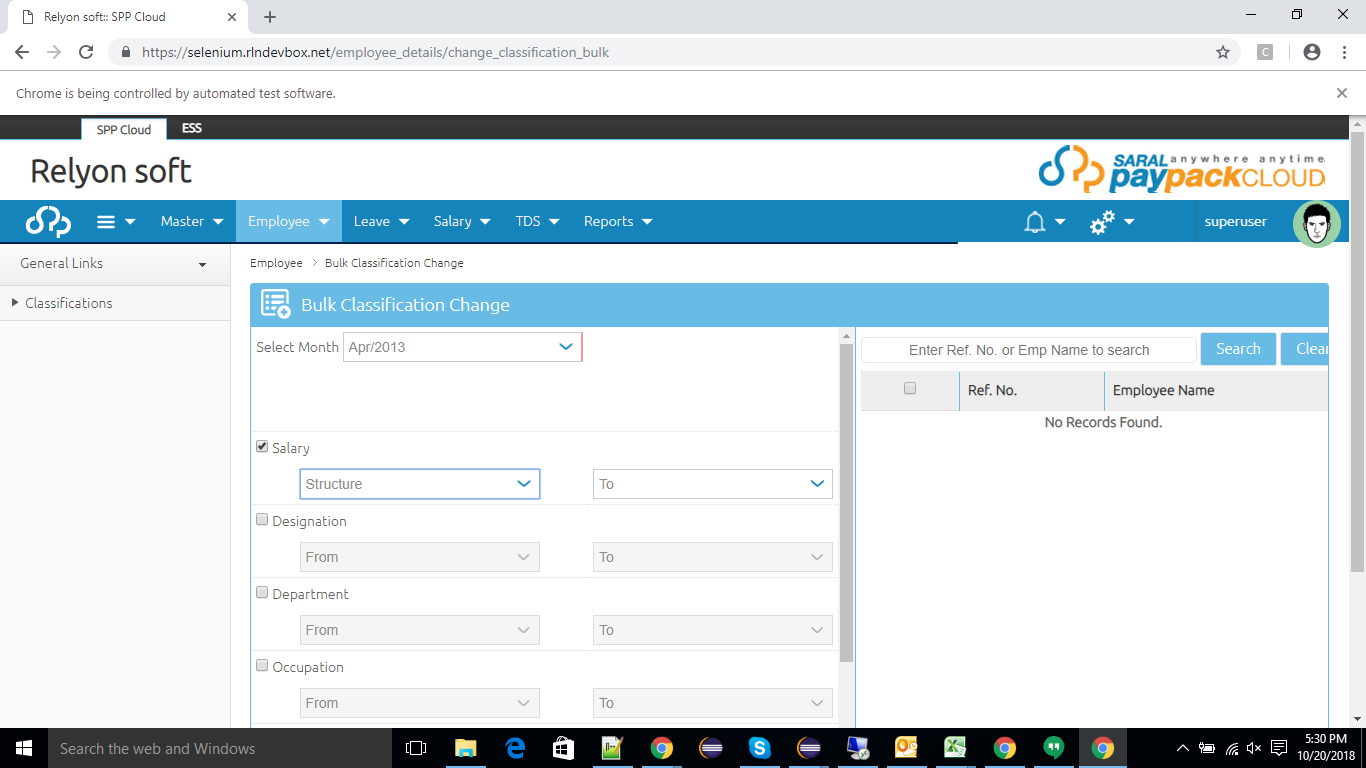 Relyon soft:: SPP Cloud
https://selenium.rlndevbox.net/employee_details/change_classification_bulk
C
Chrome is being controlled by automated test software.
SPP Cloud ESS
Relyon soft
SARAL anywhere anytime
paypackCLOUD
Master Employee Leave Salary TDS Reports superuser
General Links
Classifications
Employee > Bulk Classification Change
Bulk Classification Change
Select Month Apr/2013
Enter Ref. No. or Emp Name to search Search Clear
Ref. No. Employee Name
No Records Found.
Salary
Structure To
Designation
From To
Department
From To
Occupation
From To
Search the web and Windows
5:30 PM
10/20/2018